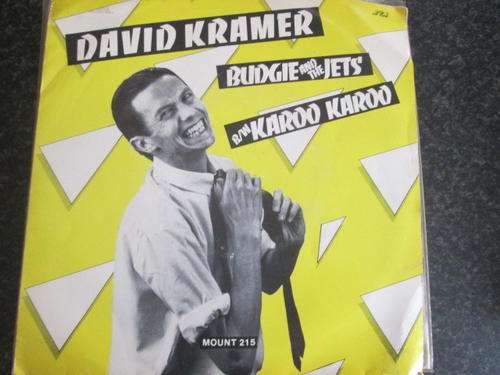 DAVID KRAMER
BUDGIE AND THE JETS"
B/W KAROO KAROO
MOUNT 215